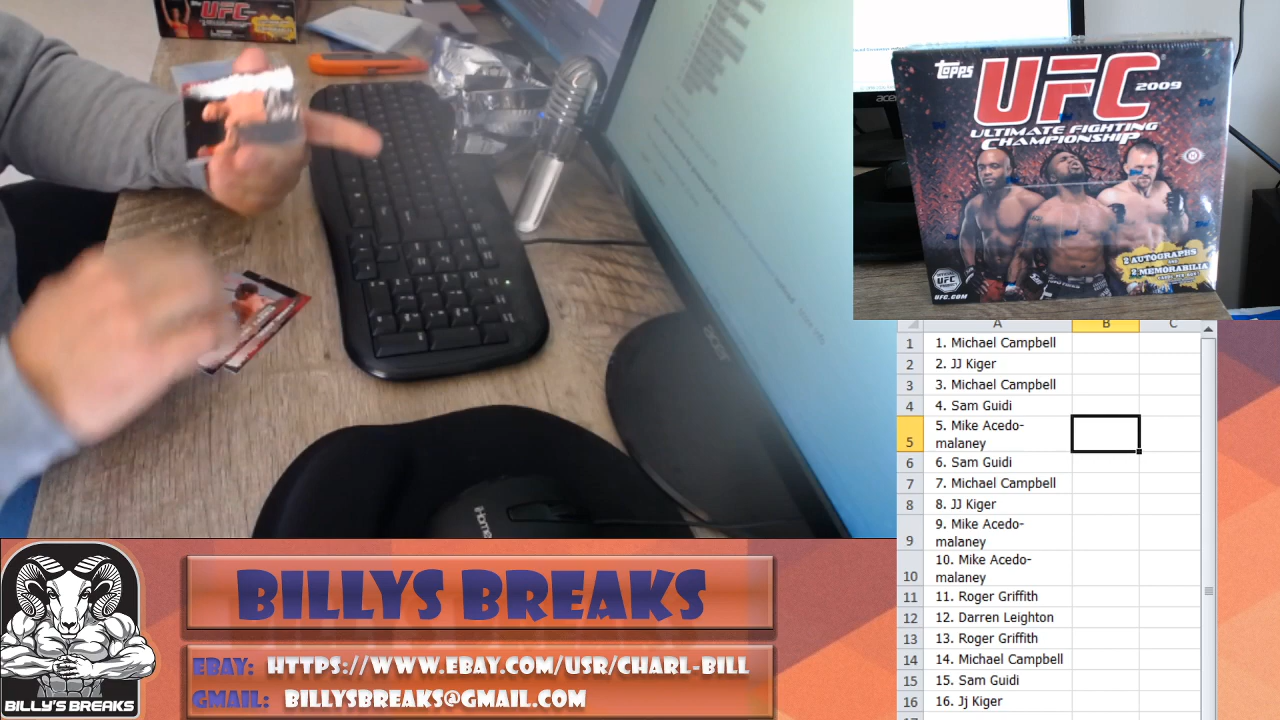 UFC
topps
UFC
2009
ULTIMATE FIGHTING
CHAMPIONSHIP
2 AUTOGRAPHS
2 MEMORABILIA
UFC
UFC.COM
acer
A B C
1 1. Michael Campbell
2 2. JJ Kiger
3 3. Michael Campbell
4 4. Sam Guidi
5. Mike Acedo-
5 malaney
6 6. Sam Guidi
7 7. Michael Campbell
8 8. JJ Kiger
9. Mike Acedo-
9 malaney
10. Mike Acedo-
10 malaney
11 11. Roger Griffith
12 12. Darren Leighton
13 13. Roger Griffith
14 14. Michael Campbell
15 15. Sam Guidi
16 16. Jj Kiger
BILLY'S BREAKS
BILLYS BREAKS
EBAY: HTTPS://WWW.EBAY.COM/USR/CHARL-BILL
GMAIL: BILLYSBREAKS@GMAIL.COM